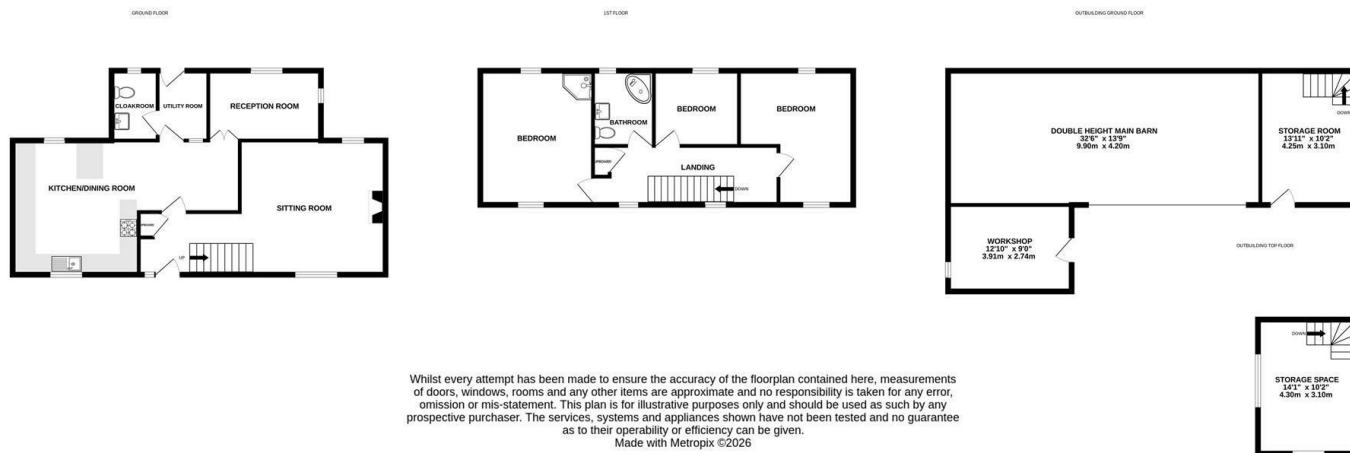 GROUND FLOOR
CLOAKROOM
UTILITY ROOM
RECEPTION ROOM
KITCHEN/DINING ROOM
SITTING ROOM
UP
1ST FLOOR
BEDROOM
BATHROOM
BEDROOM
BEDROOM
CUPBOARD
LANDING
DOWN
OUTBUILDING GROUND FLOOR
DOUBLE HEIGHT MAIN BARN
32'6" x 13'9"
9.90m x 4.20m
DOWN
STORAGE ROOM
13'11" x 10'2"
4.25m x 3.10m
WORKSHOP
12'10" x 9'0"
3.91m x 2.74m
OUTBUILDING TOP FLOOR
DOWN
STORAGE SPACE
14'1" x 10'2"
4.30m x 3.10m
Whilst every attempt has been made to ensure the accuracy of the floorplan contained here, measurements
of doors, windows, rooms and any other items are approximate and no responsibility is taken for any error,
omission or mis-statement. This plan is for illustrative purposes only and should be used as such by any
prospective purchaser. The services, systems and appliances shown have not been tested and no guarantee
as to their operability or efficiency can be given.
Made with Metropix ©2026